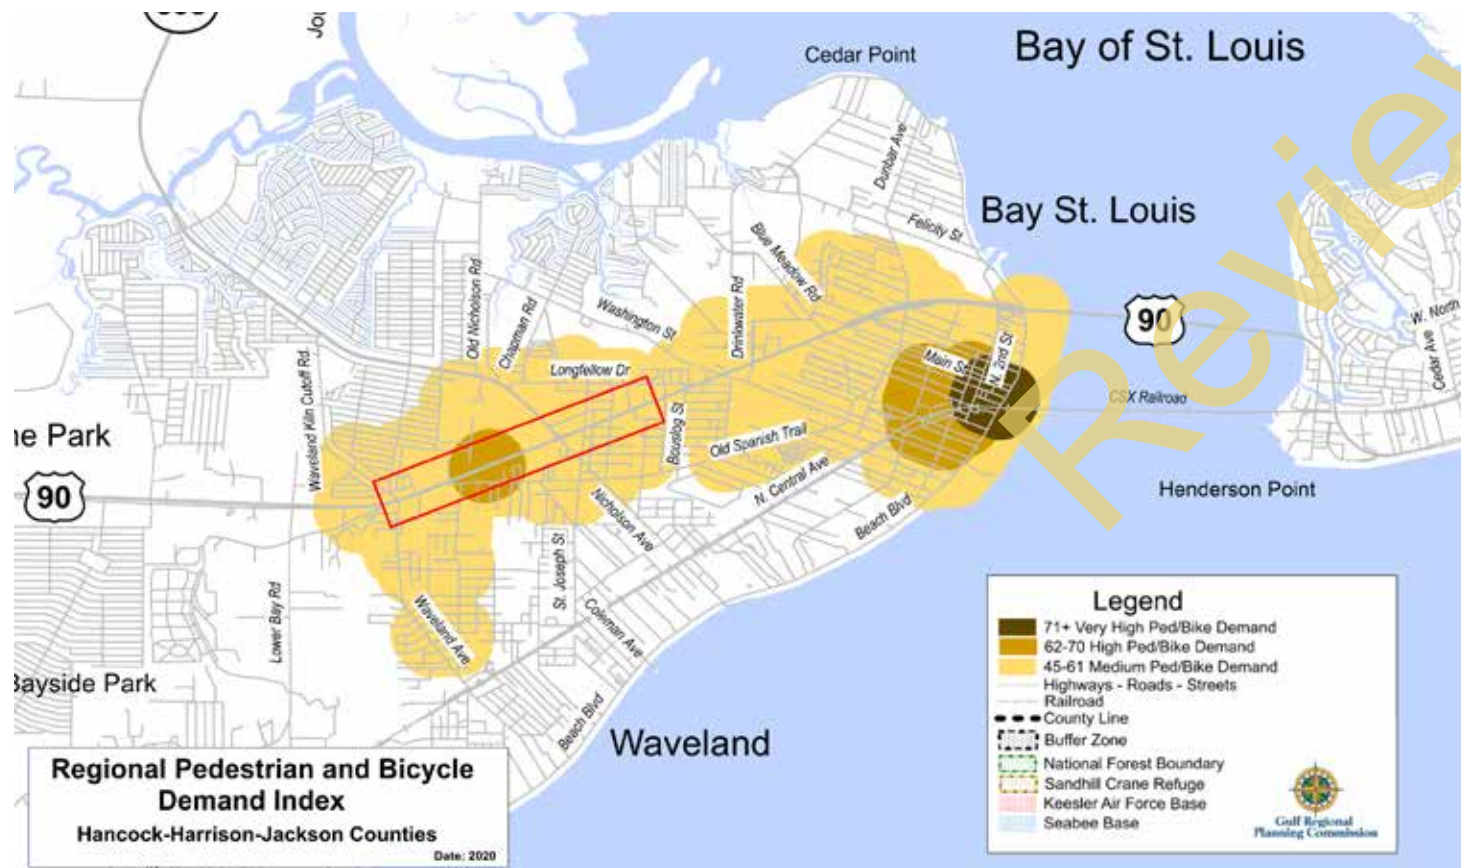 Cedar Point
Bay of St. Louis
Dunbar Ave
Bay St. Louis
Felicity St
Blue Meadow Rd
Old Nicholson Rd
Chapman Rd
Washington St
Drinkwater Rd
90
W. North
Cedar Ave
Main St
N. 2nd St
Longfellow Dr
CSX Railroad
Waveland Kiln Cutoff Rd.
ne Park
Bouslog St
Old Spanish Trail
N. Central Ave
90
Henderson Point
Nicholson Ave
Beach Blvd
St. Joseph St
Lower Bay Rd
Waveland Ave
Coleman Ave
Bayside Park
Beach Blvd
Waveland
Review
Legend
71+ Very High Ped/Bike Demand
62-70 High Ped/Bike Demand
45-61 Medium Ped/Bike Demand
Highways - Roads - Streets
Railroad
County Line
Buffer Zone
National Forest Boundary
Sandhill Crane Refuge
Keesler Air Force Base
Seabee Base
Gulf Regional
Planning Commission
Regional Pedestrian and Bicycle
Demand Index
Hancock-Harrison-Jackson Counties
Date: 2020